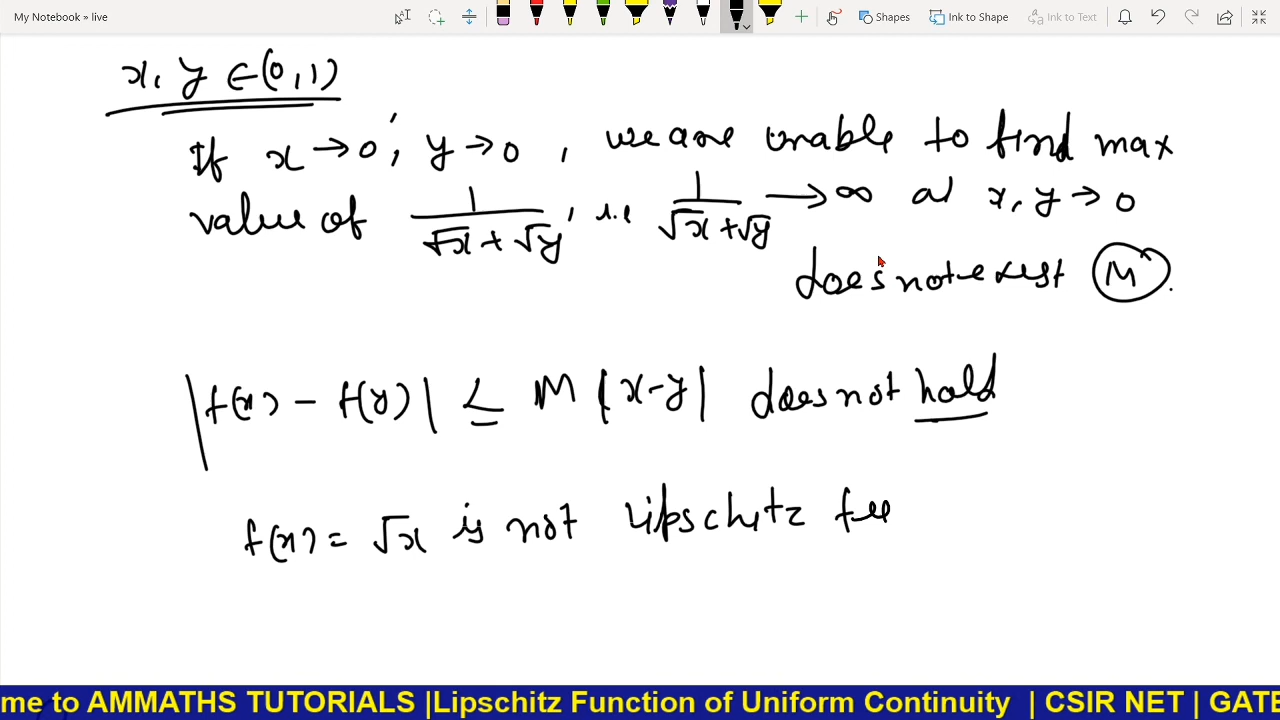 My Notebook » live
Shapes Ink to Shape Ink to Text
x, y ∈ (0, 1)
If x → 0, y → 0, we are unable to find max
value of 1/(√x + √y), i.e 1/(√x + √y) → ∞ as x, y → 0
does not exist M.
|f(x) - f(y)| ≤ M |x-y| does not hold
f(x) = √x is not Lipschitz
me to AMMATHS TUTORIALS |Lipschitz Function of Uniform Continuity | CSIR NET | GATE